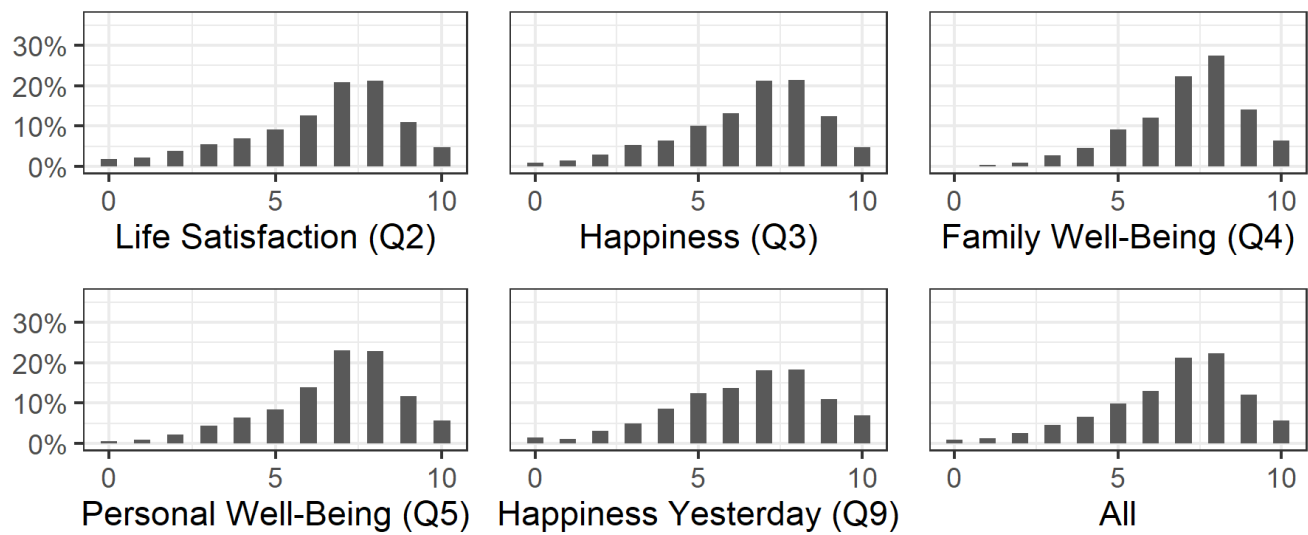 30%
20%
10%
0%
0 5 10 0 5 10 0 5 10
Life Satisfaction (Q2) Happiness (Q3) Family Well-Being (Q4)
30%
20%
10%
0%
0 5 10 0 5 10 0 5 10
Personal Well-Being (Q5) Happiness Yesterday (Q9) All